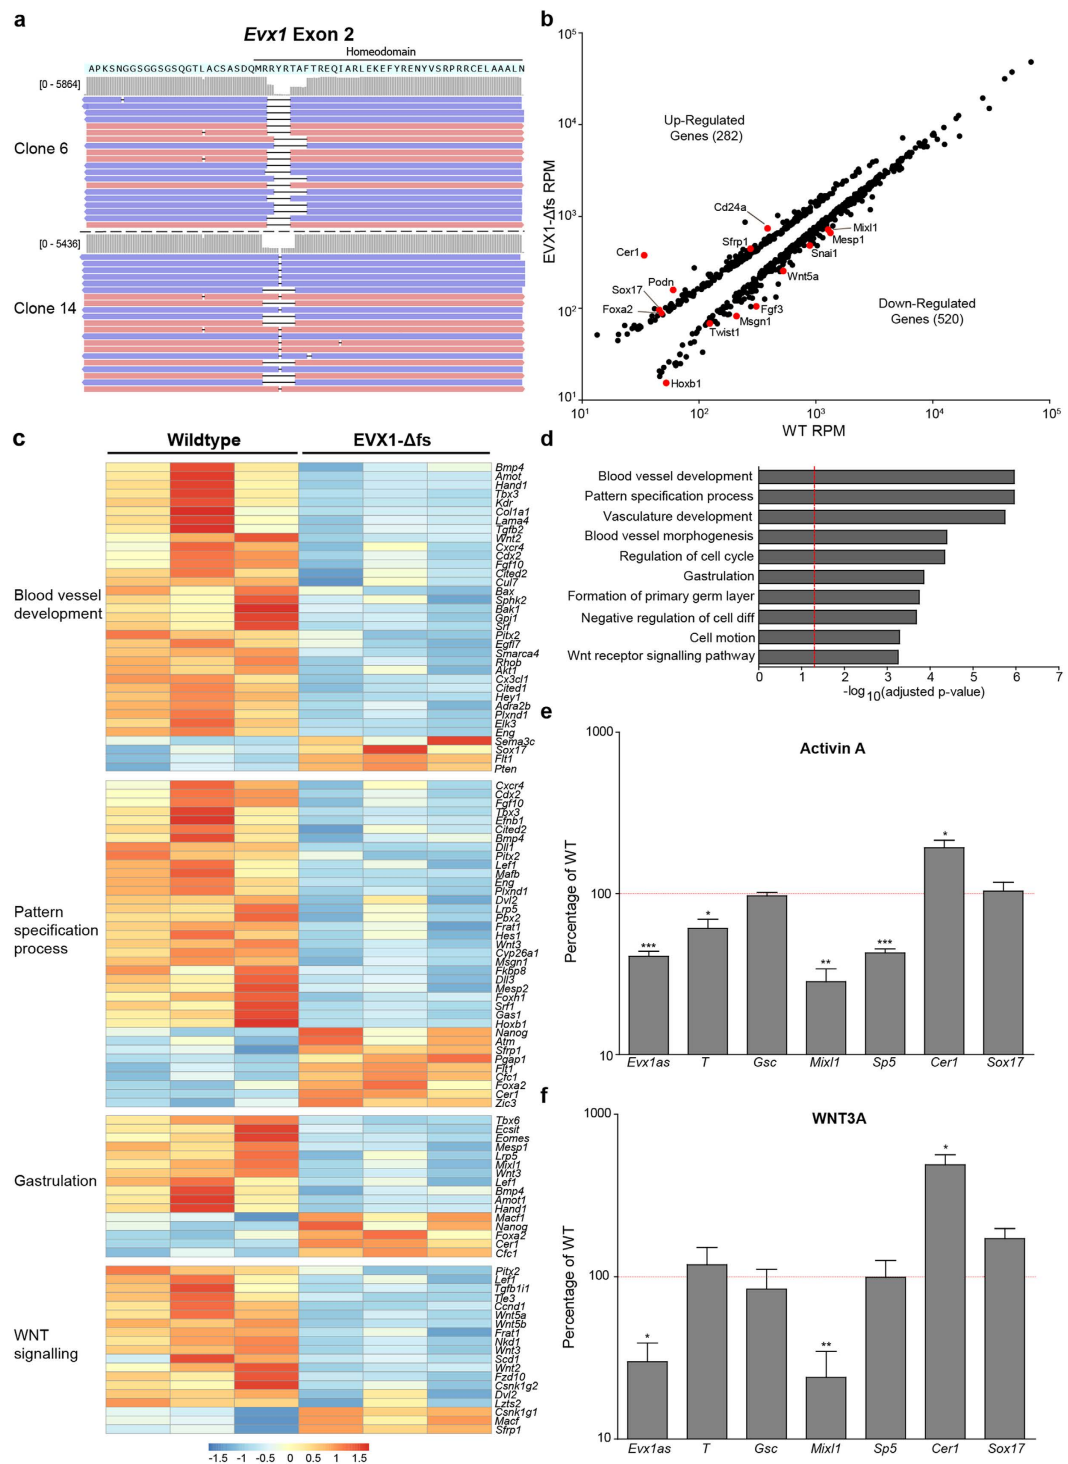 a
Evx1 Exon 2
Homeodomain
APKSNGGSGGSGSQGTLACSASDQMRRYRTAFTREQIARLEKEFYRENYVSRPRRCELAAALN
[0 - 5864]
Clone 6
[0 - 5436]
Clone 14
b
10⁵
10⁴
10³
10²
10¹
EVX1-Δfs RPM
Up-Regulated
Genes (282)
Cd24a
Sfrp1
Cer1
Podn
Sox17
Foxa2
Mixl1
Mesp1
Snai1
Wnt5a
Fgf3
Msgn1
Twist1
Hoxb1
Down-Regulated
Genes (520)
10¹ 10² 10³ 10⁴ 10⁵
WT RPM
c
Wildtype EVX1-Δfs
Blood vessel
development
Bmp4
Amot
Hand1
Tbx3
Kdr
Col1a1
Lama4
Tgfb2
Wnt2
Cxcr4
Cdx2
Fgf10
Cited2
Cul7
Bax
Sphk2
Bak1
Gpi1
Srf
Pitx2
Egfl7
Smarca4
Rhob
Akt1
Cx3cl1
Cited1
Hey1
Adra2b
Plxnd1
Elk3
Eng
Sema3c
Sox17
Flt1
Pten
Pattern
specification
process
Cxcr4
Cdx2
Fgf10
Tbx3
Efnb1
Cited2
Bmp4
Dll1
Pitx2
Lef1
Mafb
Eng
Plxnd1
Dvl2
Lrp5
Pbx2
Frat1
Hes1
Wnt3
Cyp26a1
Msgn1
Fkbp8
Dll3
Mesp2
Foxh1
Srf1
Gas1
Hoxb1
Nanog
Atm
Sfrp1
Pgap1
Flt1
Cfc1
Foxa2
Cer1
Zic3
Gastrulation
Tbx6
Ecsit
Eomes
Mesp1
Lrp5
Mixl1
Wnt3
Lef1
Bmp4
Amot1
Hand1
Macf1
Nanog
Foxa2
Cer1
Cfc1
WNT
signalling
Pitx2
Lef1
Tgfb1i1
Tle3
Ccnd1
Wnt5a
Wnt5b
Frat1
Nkd1
Wnt3
Scd1
Wnt2
Fzd10
Csnk1g2
Dvl2
Lzts2
Csnk1g1
Macf
Sfrp1
-1.5 -1 -0.5 0 0.5 1 1.5
d
Blood vessel development
Pattern specification process
Vasculature development
Blood vessel morphogenesis
Regulation of cell cycle
Gastrulation
Formation of primary germ layer
Negative regulation of cell diff
Cell motion
Wnt receptor signalling pathway
0 1 2 3 4 5 6 7
-log₁₀(adjusted p-value)
e
Activin A
1000
100
10
Percentage of WT
*** * ** *** *
Evx1as T Gsc Mixl1 Sp5 Cer1 Sox17
f
WNT3A
1000
100
10
Percentage of WT
* ** *
Evx1as T Gsc Mixl1 Sp5 Cer1 Sox17